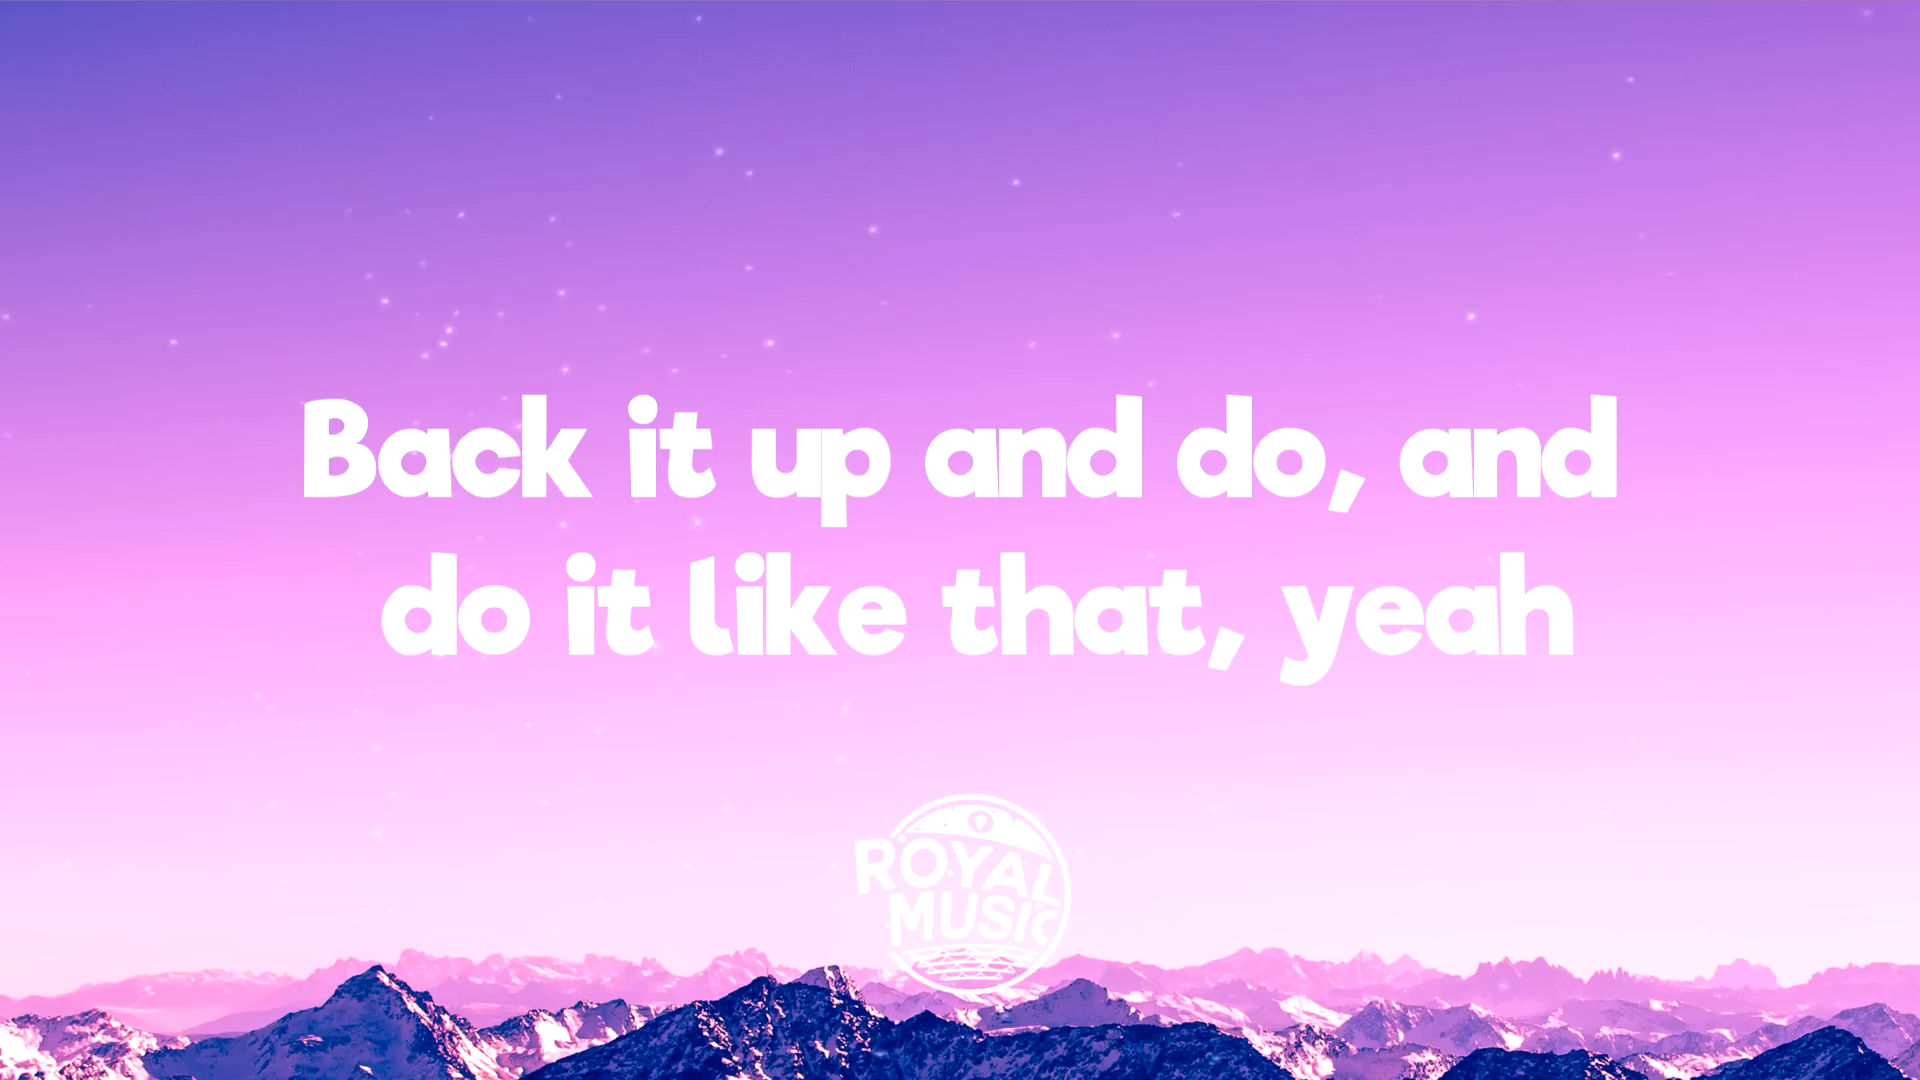 Back it up and do, and
do it like that, yeah
ROYAL
MUSIC